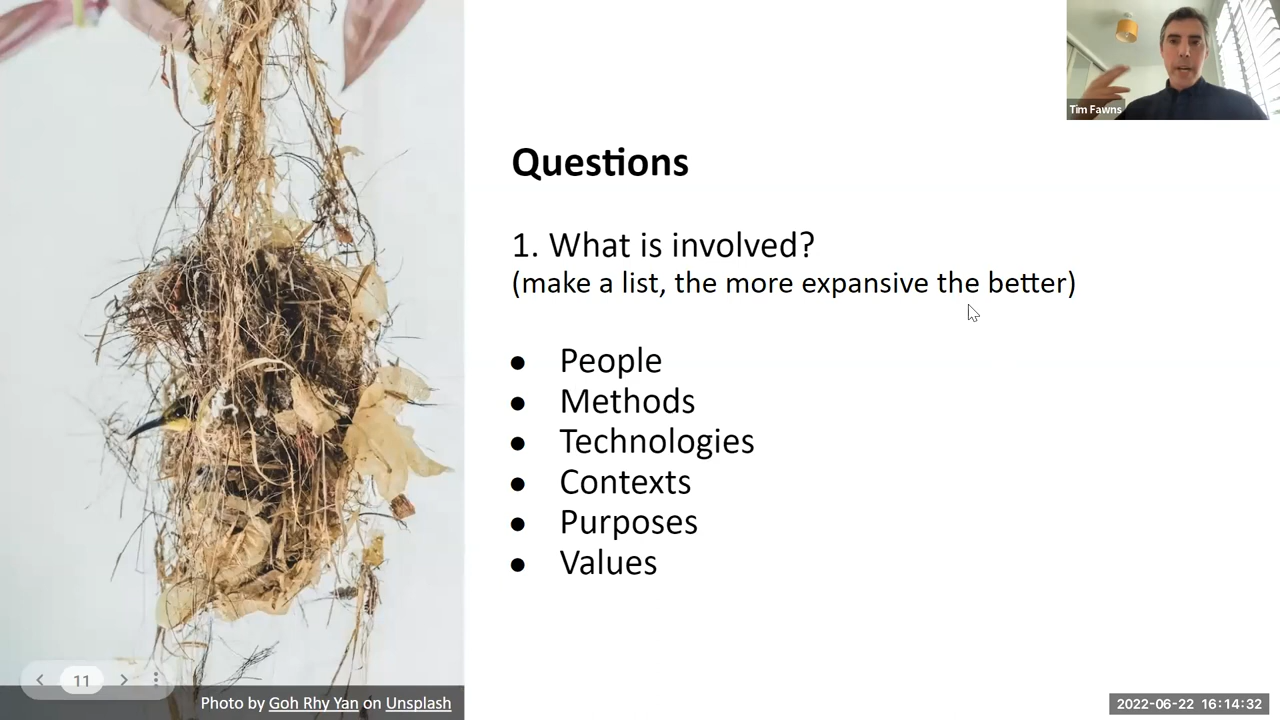 Tim Fawns
Questions
1. What is involved?
(make a list, the more expansive the better)
● People
● Methods
● Technologies
● Contexts
● Purposes
● Values
11
Photo by Goh Rhy Yan on Unsplash
2022-06-22 16:14:32